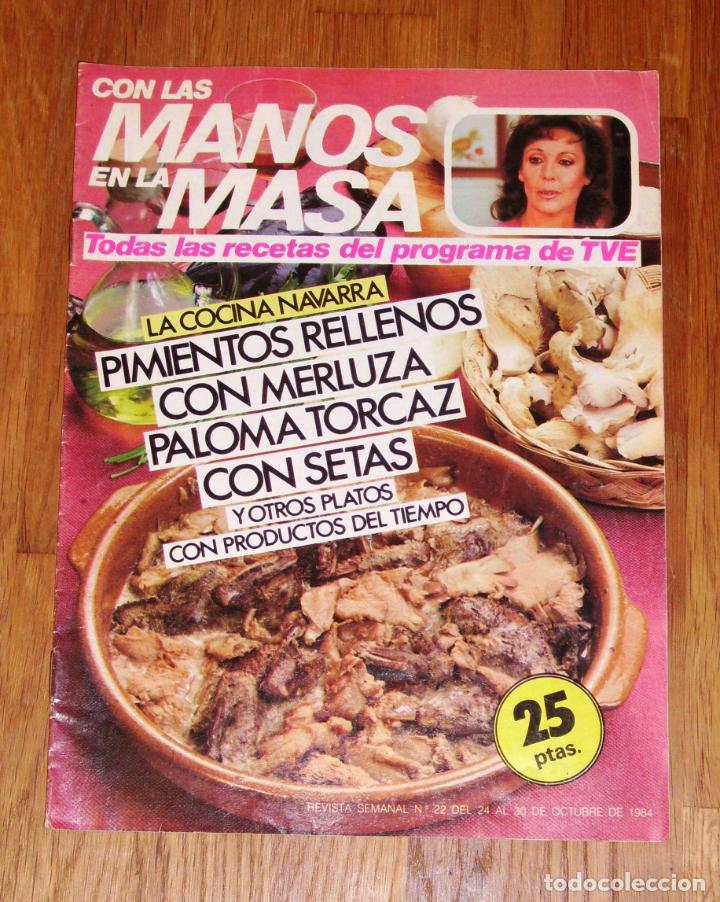 CON LAS
MANOS
EN LA
MASA
Todas las recetas del programa de TVE
LA COCINA NAVARRA
PIMIENTOS RELLENOS
CON MERLUZA
PALOMA TORCAZ
CON SETAS
Y OTROS PLATOS
CON PRODUCTOS DEL TIEMPO
25
ptas.
REVISTA SEMANAL Nº 22 DEL 24 AL 30 DE OCTUBRE DE 1984
todocoleccion